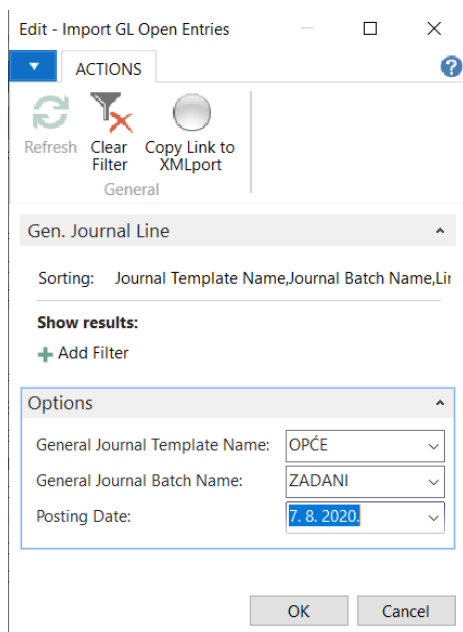 Edit - Import GL Open Entries
ACTIONS
?
Refresh Clear Filter Copy Link to XMLport
General
Gen. Journal Line
Sorting: Journal Template Name,Journal Batch Name,Lir
Show results:
Add Filter
Options
General Journal Template Name: OPĆE
General Journal Batch Name: ZADANI
Posting Date: 7. 8. 2020.
OK Cancel